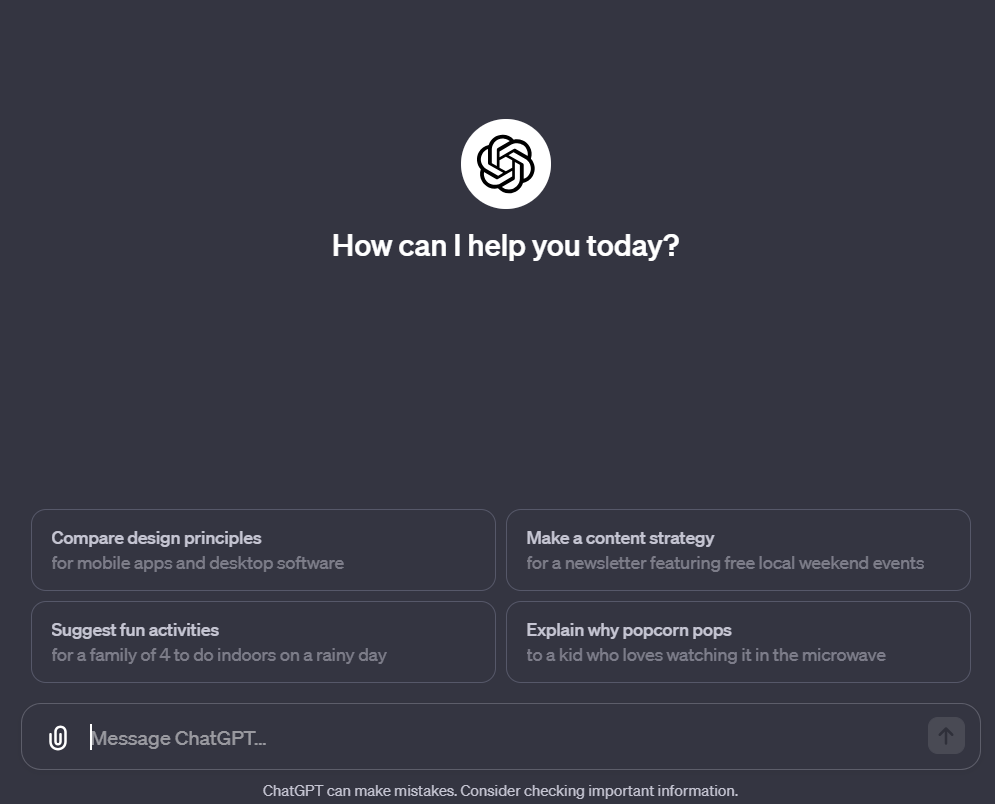 How can I help you today?
Compare design principles
for mobile apps and desktop software
Make a content strategy
for a newsletter featuring free local weekend events
Suggest fun activities
for a family of 4 to do indoors on a rainy day
Explain why popcorn pops
to a kid who loves watching it in the microwave
Message ChatGPT...
ChatGPT can make mistakes. Consider checking important information.